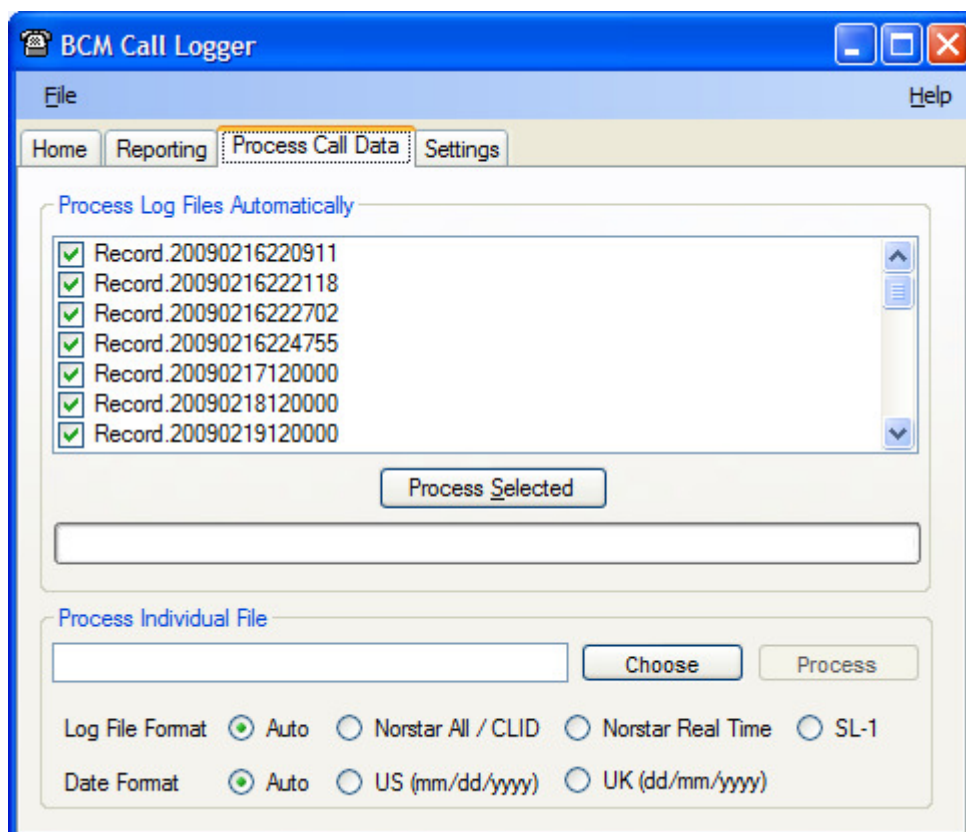 BCM Call Logger
File Help
Home Reporting Process Call Data Settings
Process Log Files Automatically
Record.20090216220911
Record.20090216222118
Record.20090216222702
Record.20090216224755
Record.20090217120000
Record.20090218120000
Record.20090219120000
Process Selected
Process Individual File
Choose Process
Log File Format Auto Norstar All / CLID Norstar Real Time SL-1
Date Format Auto US (mm/dd/yyyy) UK (dd/mm/yyyy)